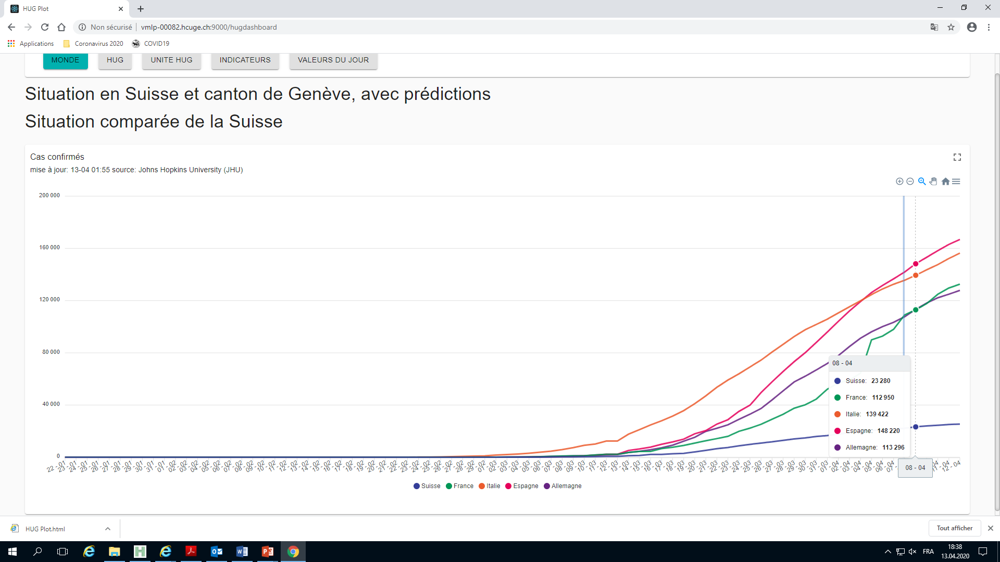 HUG Plot
Non sécurisé vmlp-00082.hcuge.ch:9000/hugdashboard
Applications Coronavirus 2020 COVID19
MONDE HUG UNITE HUG INDICATEURS VALEURS DU JOUR
Situation en Suisse et canton de Genève, avec prédictions
Situation comparée de la Suisse
Cas confirmés
mise à jour: 13-04 01:55 source: Johns Hopkins University (JHU)
200 000
160 000
120 000
80 000
40 000
0
08 - 04
Suisse: 23 280
France: 112 950
Italie: 139 422
Espagne: 148 220
Allemagne: 113 296
22 - 01 23 - 01 24 - 01 25 - 01 26 - 01 27 - 01 28 - 01 29 - 01 30 - 01 31 - 01 01 - 02 02 - 02 03 - 02 04 - 02 05 - 02 06 - 02 07 - 02 08 - 02 09 - 02 10 - 02 11 - 02 12 - 02 13 - 02 14 - 02 15 - 02 16 - 02 17 - 02 18 - 02 19 - 02 20 - 02 21 - 02 22 - 02 23 - 02 24 - 02 25 - 02 26 - 02 27 - 02 28 - 02 29 - 02 01 - 03 02 - 03 03 - 03 04 - 03 05 - 03 06 - 03 07 - 03 08 - 03 09 - 03 10 - 03 11 - 03 12 - 03 13 - 03 14 - 03 15 - 03 16 - 03 17 - 03 18 - 03 19 - 03 20 - 03 21 - 03 22 - 03 23 - 03 24 - 03 25 - 03 26 - 03 27 - 03 28 - 03 29 - 03 30 - 03 31 - 03 01 - 04 02 - 04 03 - 04 04 - 04 05 - 04 06 - 04 08 - 04 12 - 04
Suisse France Italie Espagne Allemagne
HUG Plot.html Tout afficher
FRA 18:38
13.04.2020